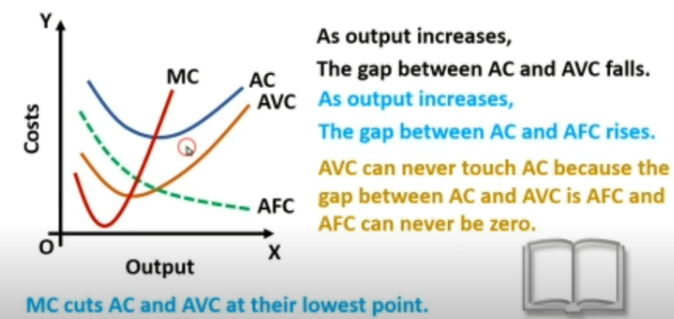 Y
Costs
MC
AC
AVC
AFC
O
X
Output
As output increases,
The gap between AC and AVC falls.
As output increases,
The gap between AC and AFC rises.
AVC can never touch AC because the
gap between AC and AVC is AFC and
AFC can never be zero.
MC cuts AC and AVC at their lowest point.